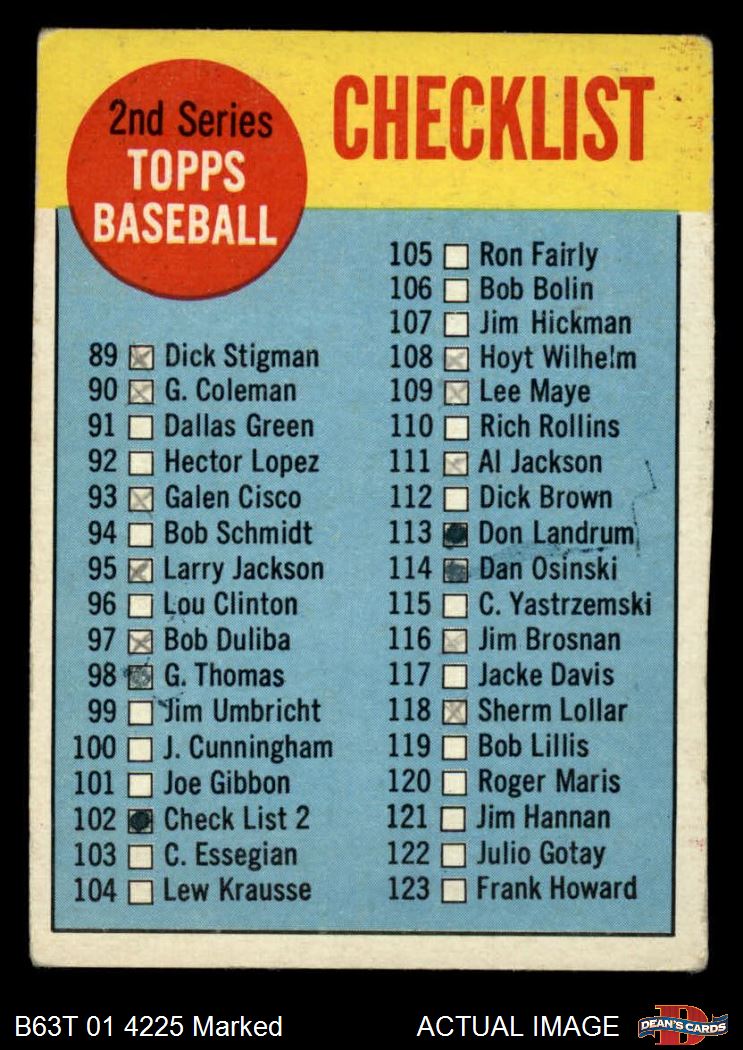 2nd Series
TOPPS
BASEBALL
CHECKLIST
89 Dick Stigman
90 G. Coleman
91 Dallas Green
92 Hector Lopez
93 Galen Cisco
94 Bob Schmidt
95 Larry Jackson
96 Lou Clinton
97 Bob Duliba
98 G. Thomas
99 Jim Umbricht
100 J. Cunningham
101 Joe Gibbon
102 Check List 2
103 C. Essegian
104 Lew Krausse
105 Ron Fairly
106 Bob Bolin
107 Jim Hickman
108 Hoyt Wilhelm
109 Lee Maye
110 Rich Rollins
111 Al Jackson
112 Dick Brown
113 Don Landrum
114 Dan Osinski
115 C. Yastrzemski
116 Jim Brosnan
117 Jacke Davis
118 Sherm Lollar
119 Bob Lillis
120 Roger Maris
121 Jim Hannan
122 Julio Gotay
123 Frank Howard
B63T 01 4225 Marked
ACTUAL IMAGE
D
DEAN'S CARDS